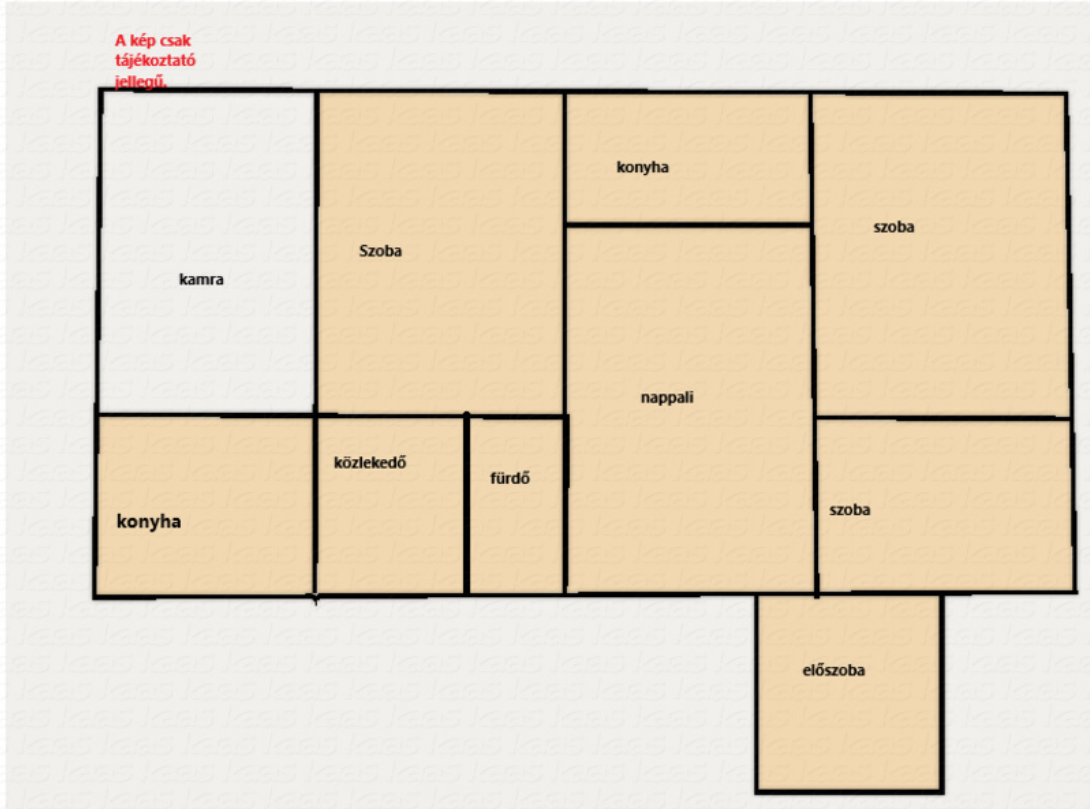 A kép csak
tájékoztató
jellegű.
konyha
szoba
Szoba
kamra
nappali
közlekedő
fürdő
szoba
konyha
előszoba